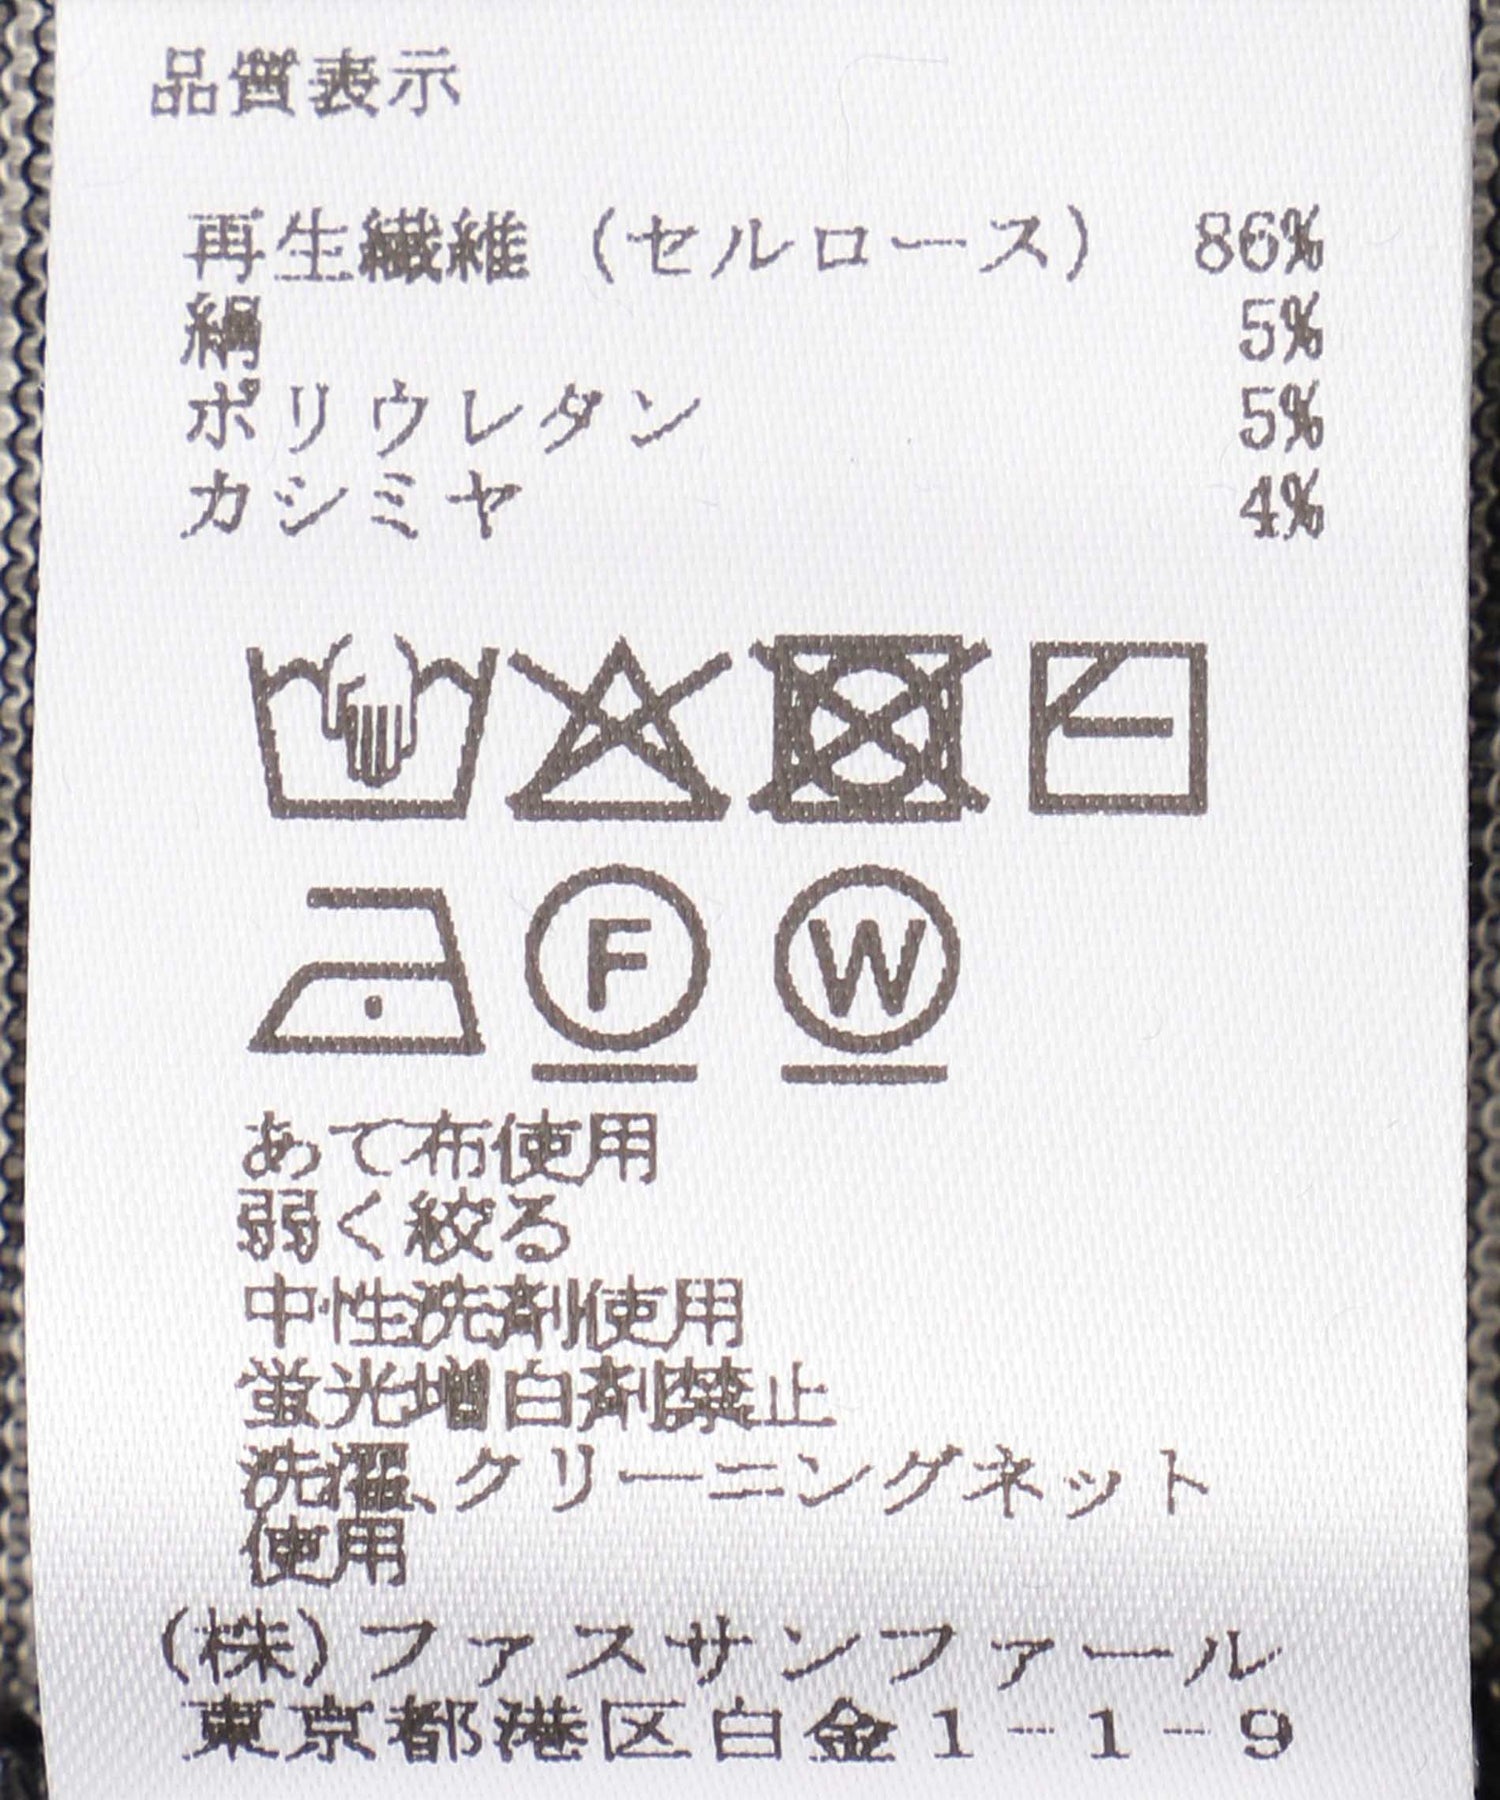 品質表示
再生繊維(セルロース) 86%
絹 5%
ポリウレタン 5%
カシミヤ 4%
F W
あて布使用
弱く絞る
中性洗剤使用
蛍光増白剤禁止
洗濯、クリーニングネット
使用
(株)ファスサンファール
東京都港区白金1-1-9